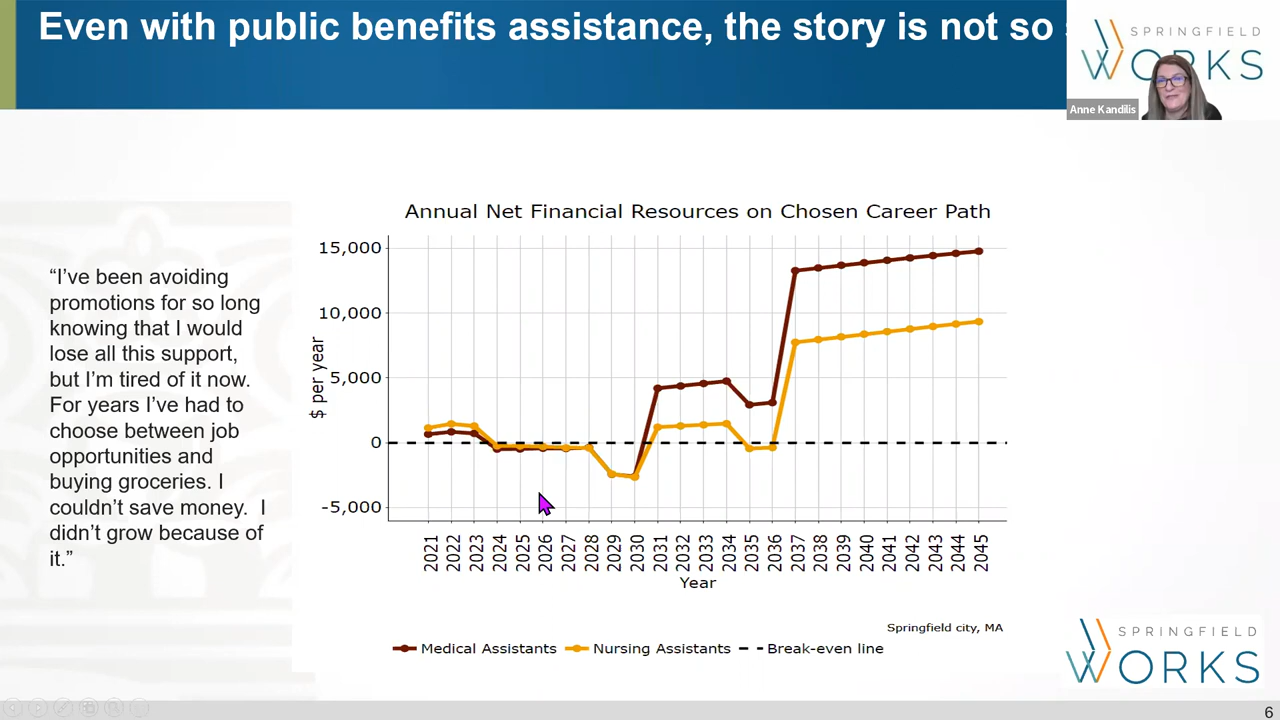 Even with public benefits assistance, the story is not so
SPRINGFIELD
WORKS
Anne Kandilis
“I’ve been avoiding
promotions for so long
knowing that I would
lose all this support,
but I’m tired of it now.
For years I’ve had to
choose between job
opportunities and
buying groceries. I
couldn’t save money. I
didn’t grow because of
it.”
Annual Net Financial Resources on Chosen Career Path
$ per year
15,000
10,000
5,000
0
-5,000
2021 2022 2023 2024 2025 2026 2027 2028 2029 2030 2031 2032 2033 2034 2035 2036 2037 2038 2039 2040 2041 2042 2043 2044 2045
Year
Springfield city, MA
Medical Assistants Nursing Assistants Break-even line
SPRINGFIELD
WORKS
6